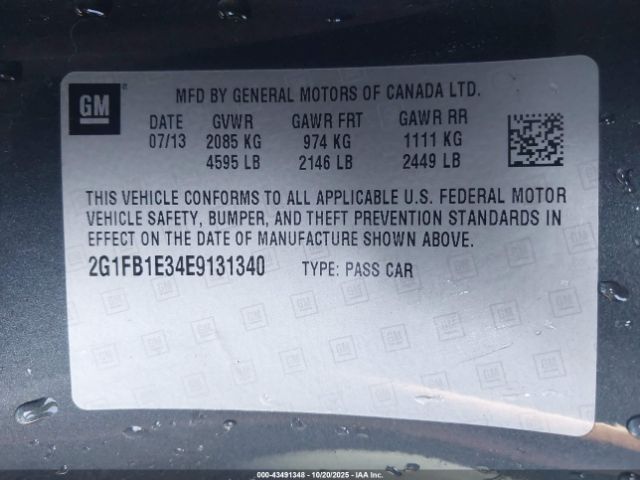 GM
MFD BY GENERAL MOTORS OF CANADA LTD.
DATE GVWR GAWR FRT GAWR RR
07/13 2085 KG 974 KG 1111 KG
4595 LB 2146 LB 2449 LB
THIS VEHICLE CONFORMS TO ALL APPLICABLE U.S. FEDERAL MOTOR
VEHICLE SAFETY, BUMPER, AND THEFT PREVENTION STANDARDS IN
EFFECT ON THE DATE OF MANUFACTURE SHOWN ABOVE.
2G1FB1E34E9131340 TYPE: PASS CAR
000-43491348 - 10/20/2025 - Copyright © IAA, LLC